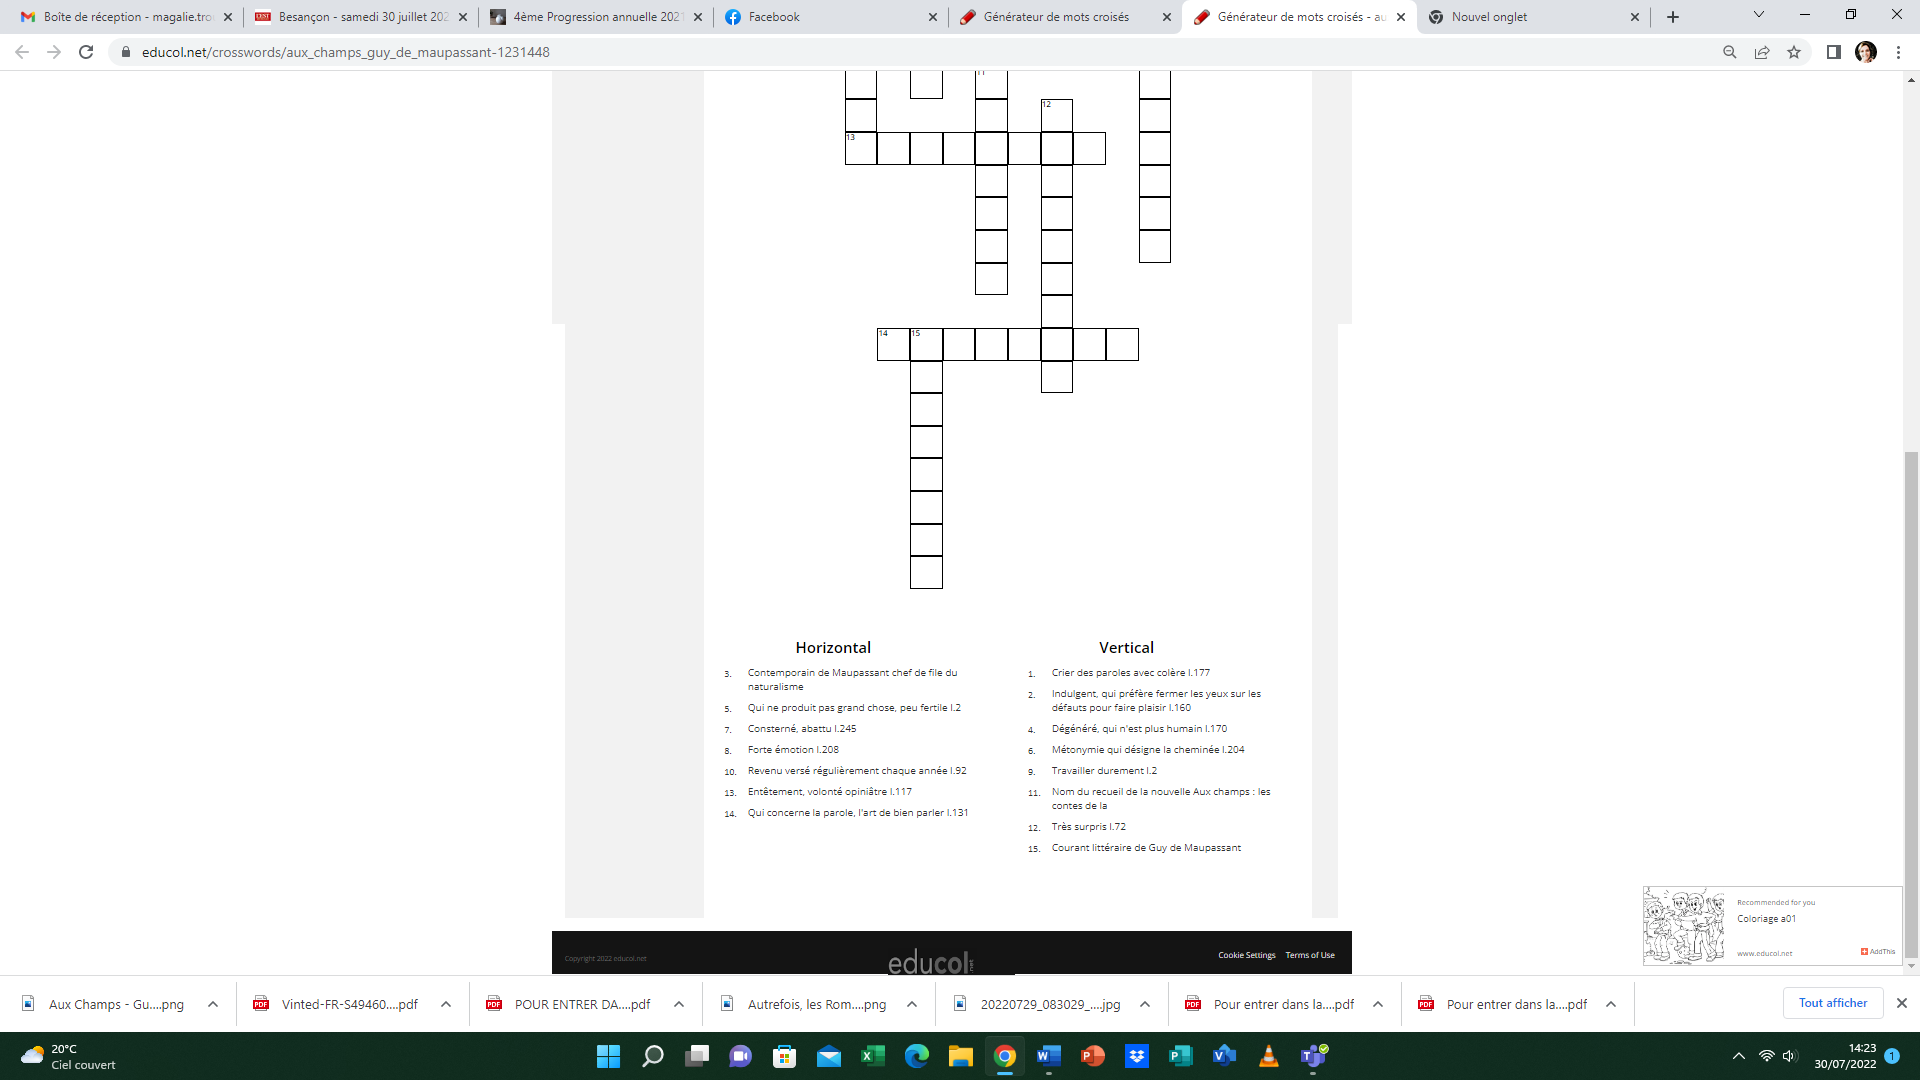 Boîte de réception - magalie.tro
Besançon - samedi 30 juillet 202
4ème Progression annuelle 2021
Facebook
Générateur de mots croisés
Générateur de mots croisés - au
Nouvel onglet
educol.net/crosswords/aux_champs_guy_de_maupassant-1231448
11
12
13
14 15
Horizontal
3. Contemporain de Maupassant chef de file du
naturalisme
5. Qui ne produit pas grand chose, peu fertile l.2
7. Consterné, abattu l.245
8. Forte émotion l.208
10. Revenu versé régulièrement chaque année l.92
13. Entêtement, volonté opiniâtre l.117
14. Qui concerne la parole, l'art de bien parler l.131
Vertical
1. Crier des paroles avec colère l.177
2. Indulgent, qui préfère fermer les yeux sur les
défauts pour faire plaisir l.160
4. Dégénéré, qui n'est plus humain l.170
6. Métonymie qui désigne la cheminée l.204
9. Travailler durement l.2
11. Nom du recueil de la nouvelle Aux champs : les
contes de la
12. Très surpris l.72
15. Courant littéraire de Guy de Maupassant
Recommended for you
Coloriage a01
www.educol.net
AddThis
Copyright 2022 educol.net
educol.net
Cookie Settings Terms of Use
Aux Champs - Gu....png
Vinted-FR-S49460....pdf
POUR ENTRER DA....pdf
Autrefois, les Rom....png
20220729_083029_....jpg
Pour entrer dans la....pdf
Pour entrer dans la....pdf
Tout afficher
20°C
Ciel couvert
14:23
30/07/2022
1